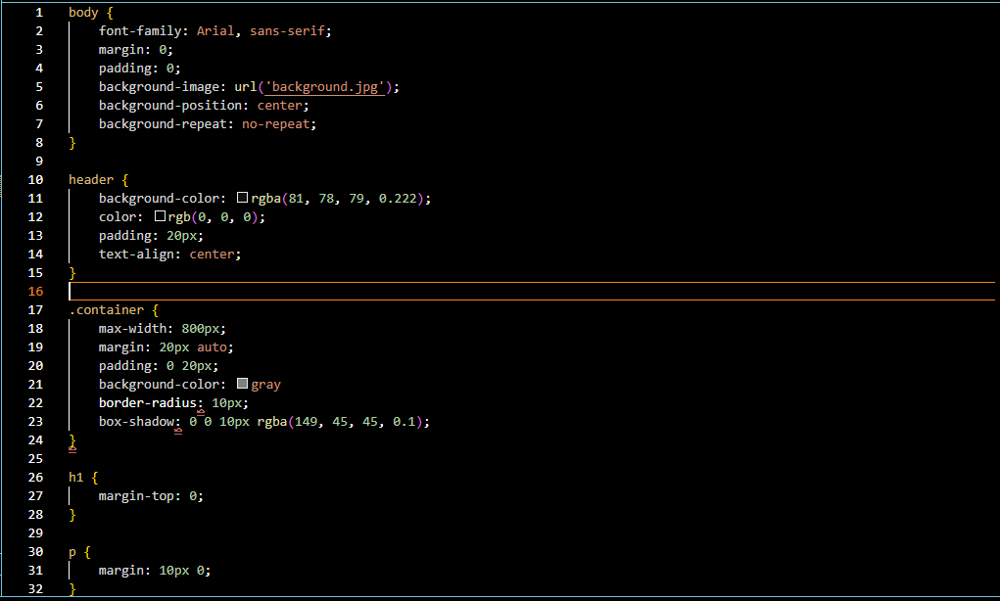 1 body {
2 font-family: Arial, sans-serif;
3 margin: 0;
4 padding: 0;
5 background-image: url('background.jpg');
6 background-position: center;
7 background-repeat: no-repeat;
8 }
9
10 header {
11 background-color: rgba(81, 78, 79, 0.222);
12 color: rgb(0, 0, 0);
13 padding: 20px;
14 text-align: center;
15 }
16
17 .container {
18 max-width: 800px;
19 margin: 20px auto;
20 padding: 0 20px;
21 background-color: gray
22 border-radius: 10px;
23 box-shadow: 0 0 10px rgba(149, 45, 45, 0.1);
24 }
25
26 h1 {
27 margin-top: 0;
28 }
29
30 p {
31 margin: 10px 0;
32 }